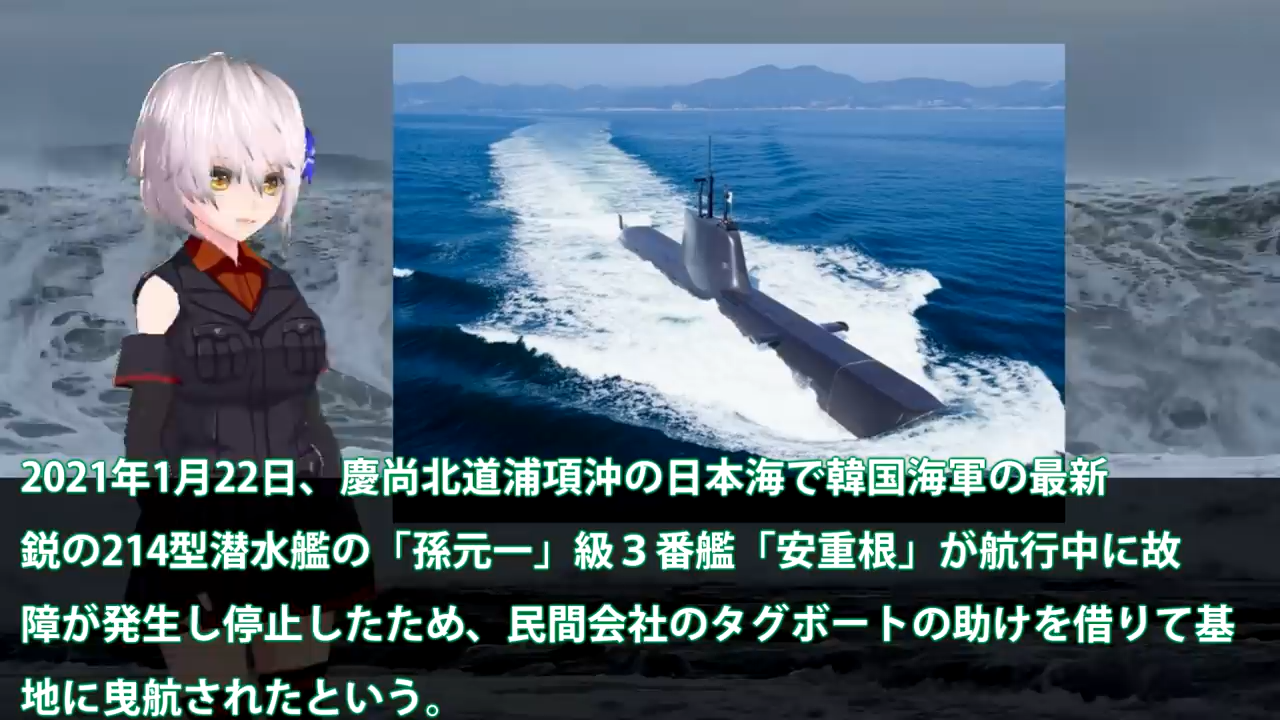 2021年1月22日、慶尚北道浦項沖の日本海で韓国海軍の最新
鋭の214型潜水艦の「孫元一」級３番艦「安重根」が航行中に故
障が発生し停止したため、民間会社のタグボートの助けを借りて基
地に曳航されたという。